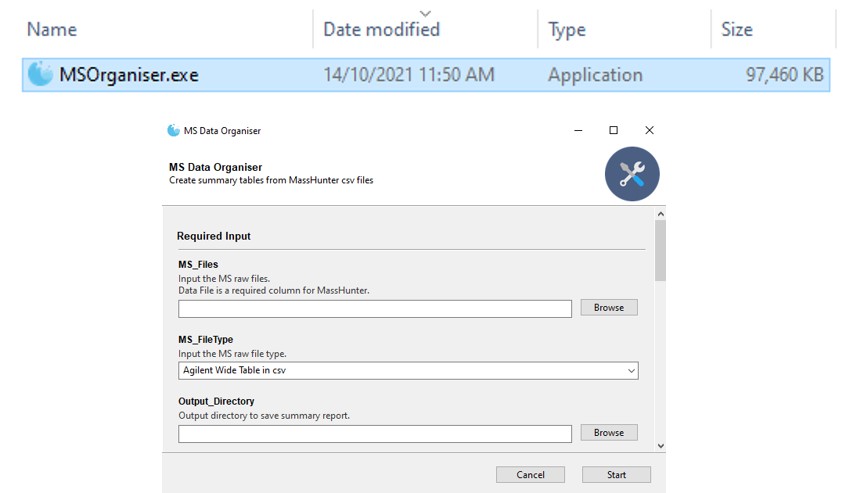 Name Date modified Type Size
MSOrganiser.exe 14/10/2021 11:50 AM Application 97,460 KB
MS Data Organiser
MS Data Organiser
Create summary tables from MassHunter csv files
Required Input
MS_Files
Input the MS raw files.
Data File is a required column for MassHunter.
Browse
MS_FileType
Input the MS raw file type.
Agilent Wide Table in csv
Output_Directory
Output directory to save summary report.
Browse
Cancel Start